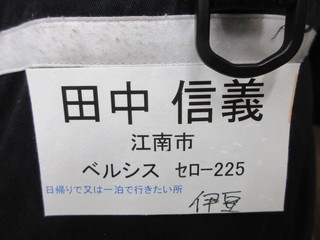 田中 信義
江南市
ベルシス ｾﾛｰ-225
日帰りで又は一泊で行きたい所
伊豆